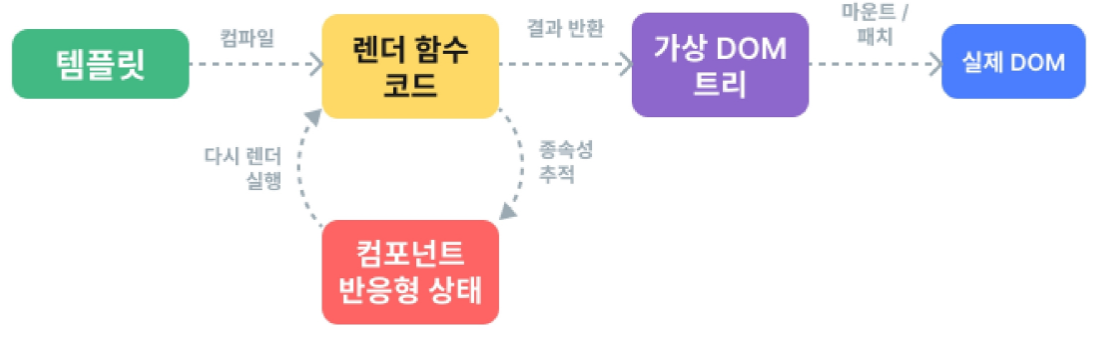 템플릿
컴파일
렌더 함수
코드
결과 반환
가상 DOM
트리
마운트 /
패치
실제 DOM
다시 렌더
실행
종속성
추적
컴포넌트
반응형 상태